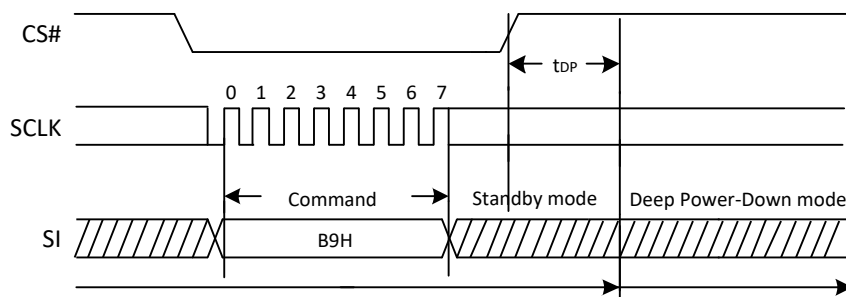 CS#
tDP
0 1 2 3 4 5 6 7
SCLK
Command Standby mode Deep Power-Down mode
SI
B9H